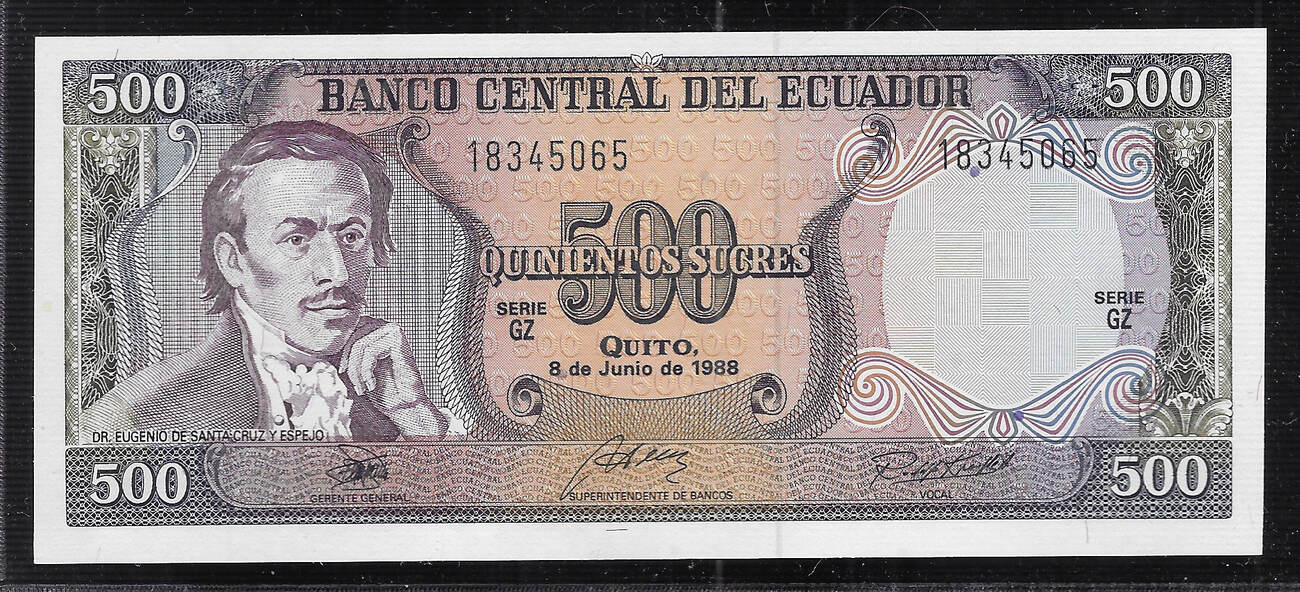 500 BANCO CENTRAL DEL ECUADOR 500
18345065 18345065
500
QUINIENTOS SUCRES
SERIE
GZ
SERIE
GZ
QUITO,
8 de Junio de 1988
DR. EUGENIO DE SANTA CRUZ Y ESPEJO
500 500
GERENTE GENERAL SUPERINTENDENTE DE BANCOS VOCAL